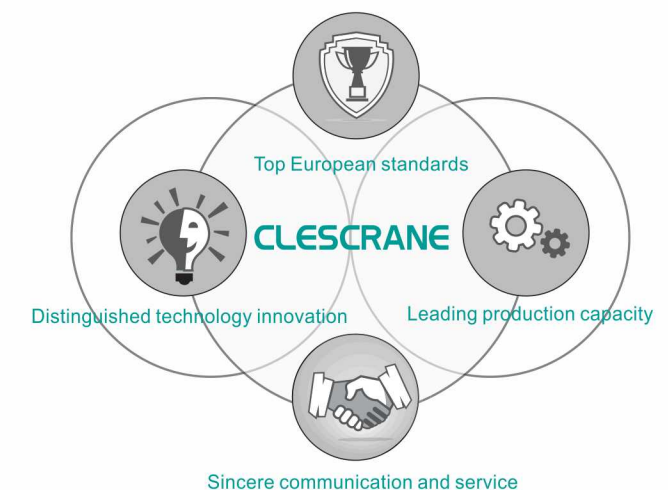 Top European standards
CLESCRANE
Distinguished technology innovation
Leading production capacity
Sincere communication and service